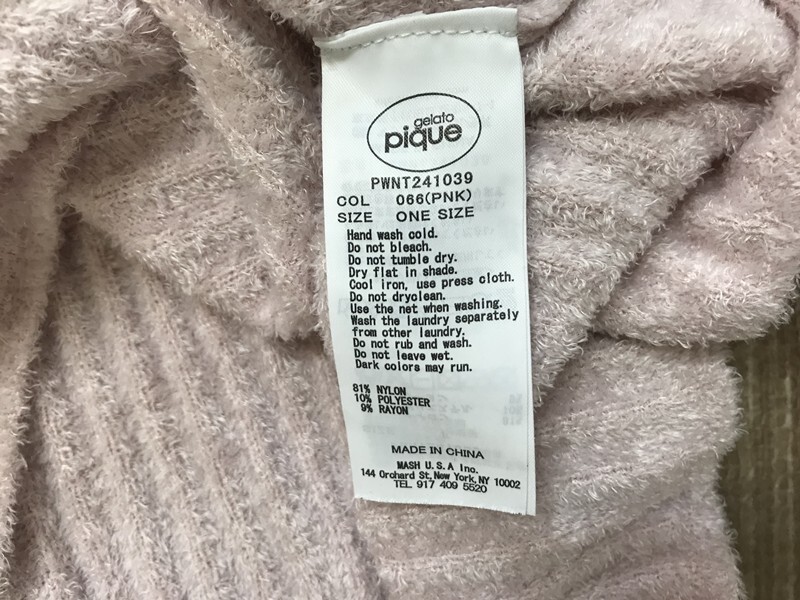 gelato
pique
PWNT241039
COL 066(PNK)
SIZE ONE SIZE
Hand wash cold.
Do not bleach.
Do not tumble dry.
Dry flat in shade.
Cool iron, use press cloth.
Do not dryclean.
Use the net when washing.
Wash the laundry separately
from other laundry.
Do not rub and wash.
Do not leave wet.
Dark colors may run.
81% NYLON
10% POLYESTER
9% RAYON
MADE IN CHINA
MASH U.S.A Inc.
144 Orchard St, New York, NY 10002
TEL 917 409 5520